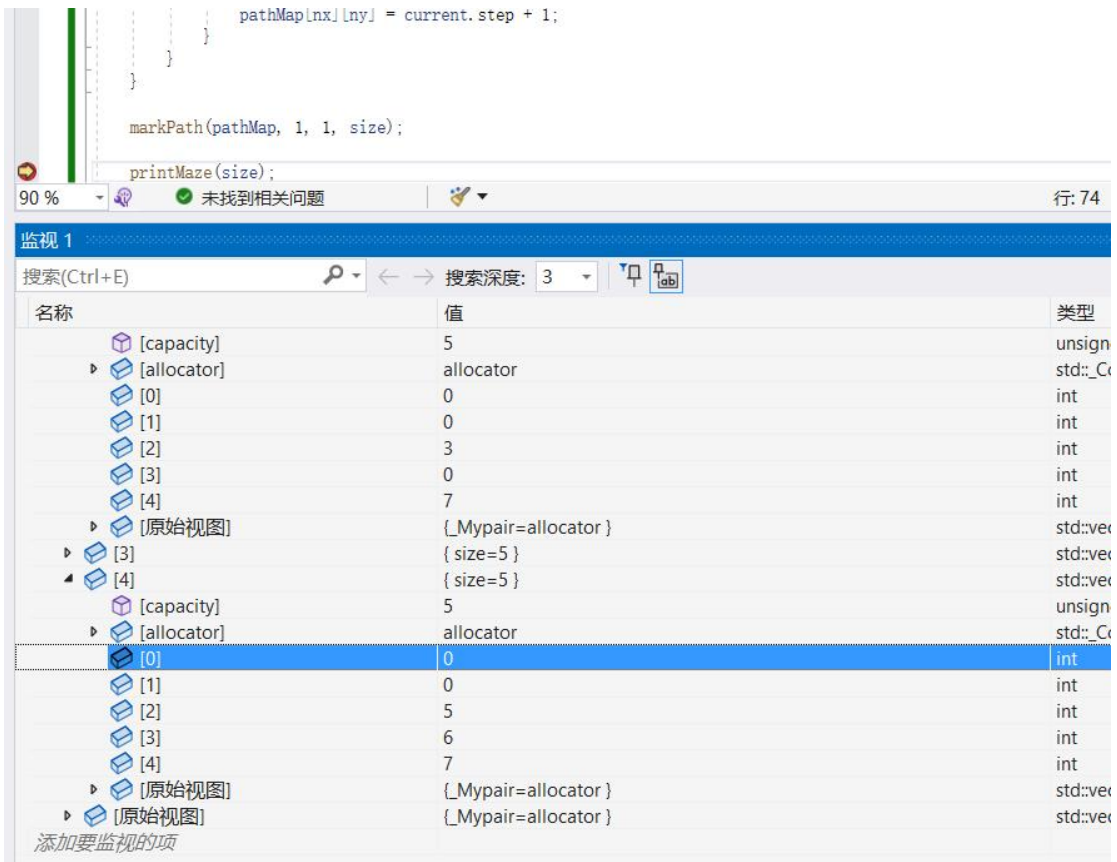 pathMap[nx][ny] = current.step + 1;
}
}
}
markPath(pathMap, 1, 1, size);
printMaze(size);
90 % 未找到相关问题 行: 74
监视 1
搜索(Ctrl+E) 搜索深度: 3
名称 值 类型
[capacity] 5 unsign
[allocator] allocator std::_Co
[0] 0 int
[1] 0 int
[2] 3 int
[3] 0 int
[4] 7 int
[原始视图] {_Mypair=allocator } std::vec
[3] { size=5 } std::vec
[4] { size=5 } std::vec
[capacity] 5 unsign
[allocator] allocator std::_Co
[0] 0 int
[1] 0 int
[2] 5 int
[3] 6 int
[4] 7 int
[原始视图] {_Mypair=allocator } std::vec
[原始视图] {_Mypair=allocator } std::vec
添加要监视的项